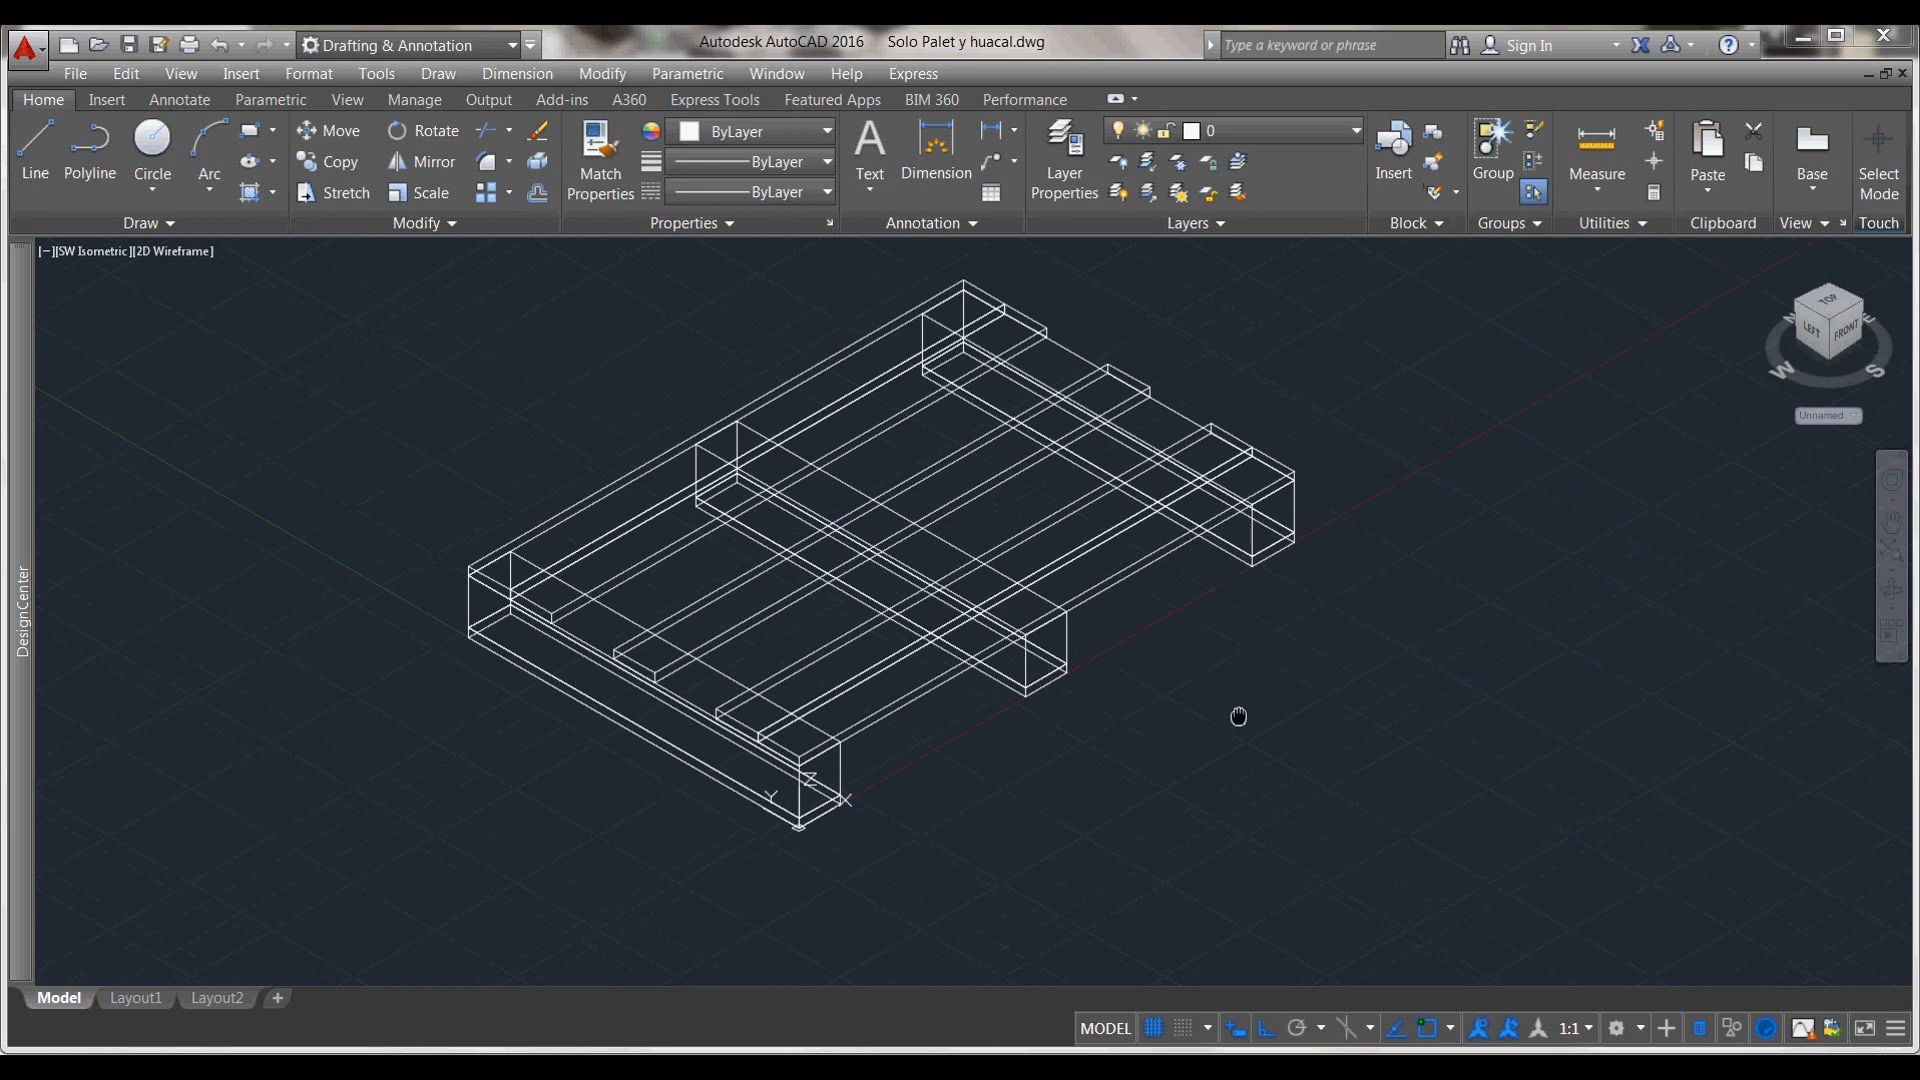 Drafting & Annotation
Autodesk AutoCAD 2016 Solo Palet y huacal.dwg
Type a keyword or phrase
Sign In
File Edit View Insert Format Tools Draw Dimension Modify Parametric Window Help Express
Home Insert Annotate Parametric View Manage Output Add-ins A360 Express Tools Featured Apps BIM 360 Performance
Line Polyline Circle Arc
Move Rotate
Copy Mirror
Stretch Scale
Match Properties
ByLayer
ByLayer
ByLayer
Text Dimension
Layer Properties
0
Insert
Group
Measure
Paste
Base
Select Mode
Draw Modify Properties Annotation Layers Block Groups Utilities Clipboard View Touch
[−][SW Isometric][2D Wireframe]
TOP
LEFT FRONT
N E
W S
Unnamed
DesignCenter
Z
Y X
Model Layout1 Layout2 +
MODEL 1:1